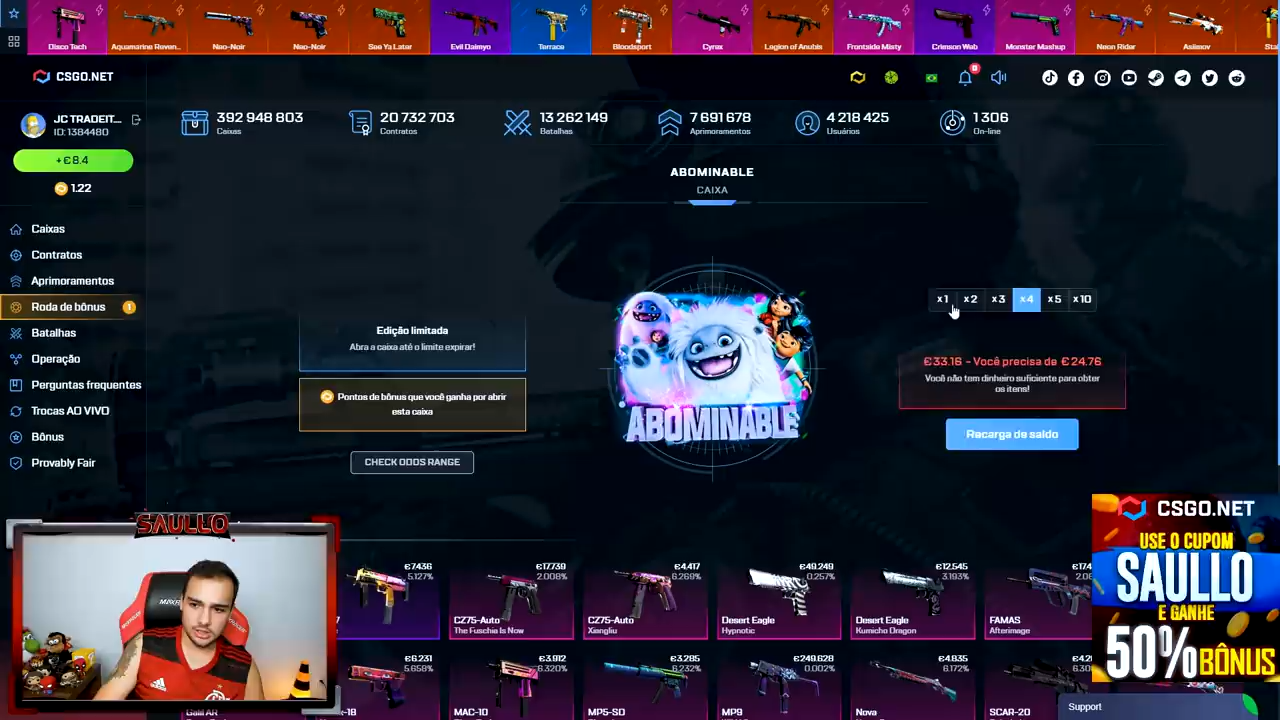 Disco Tech
Aquamarine Reven...
Neo-Noir
Neo-Noir
See Ya Later
Evil Daimyo
Terrace
Bloodsport
Cyrex
Legion of Anubis
Frontside Misty
Crimson Web
Monster Mashup
Neon Rider
Asiimov
CSGO.NET
JC TRADEIT...
ID: 1384480
+€8.4
1.22
392 948 803
Caixas
20 732 703
Contratos
13 262 149
Batalhas
7 691 678
Aprimoramentos
4 218 425
Usuários
1 306
On-line
ABOMINABLE
CAIXA
Caixas
Contratos
Aprimoramentos
Roda de bônus 1
Batalhas
Operação
Perguntas frequentes
Trocas AO VIVO
Bônus
Provably Fair
Edição limitada
Abra a caixa até o limite expirar!
Pontos de bônus que você ganha por abrir
esta caixa
CHECK ODDS RANGE
ABOMINABLE
x1 x2 x3 x4 x5 x10
€33.16 - Você precisa de €24.76
Você não tem dinheiro suficiente para obter
os itens!
Recarga de saldo
SAULLO
CSGO.NET
USE O CUPOM
SAULLO
E GANHE
50% BÔNUS
€7.436
5.127%
€17.739
2.008%
CZ75-Auto
The Fuschia Is Now
€4.417
6.269%
CZ75-Auto
Xiangliu
€49.249
0.257%
Desert Eagle
Hypnotic
€12.545
3.193%
Desert Eagle
Kumicho Dragon
FAMAS
Afterimage
€6.231
5.658%
Galil AR
€3.912
6.320%
MAC-10
€3.285
6.232%
MP5-SD
€249.628
0.002%
MP9
€4.835
6.172%
Nova
SCAR-20
Support